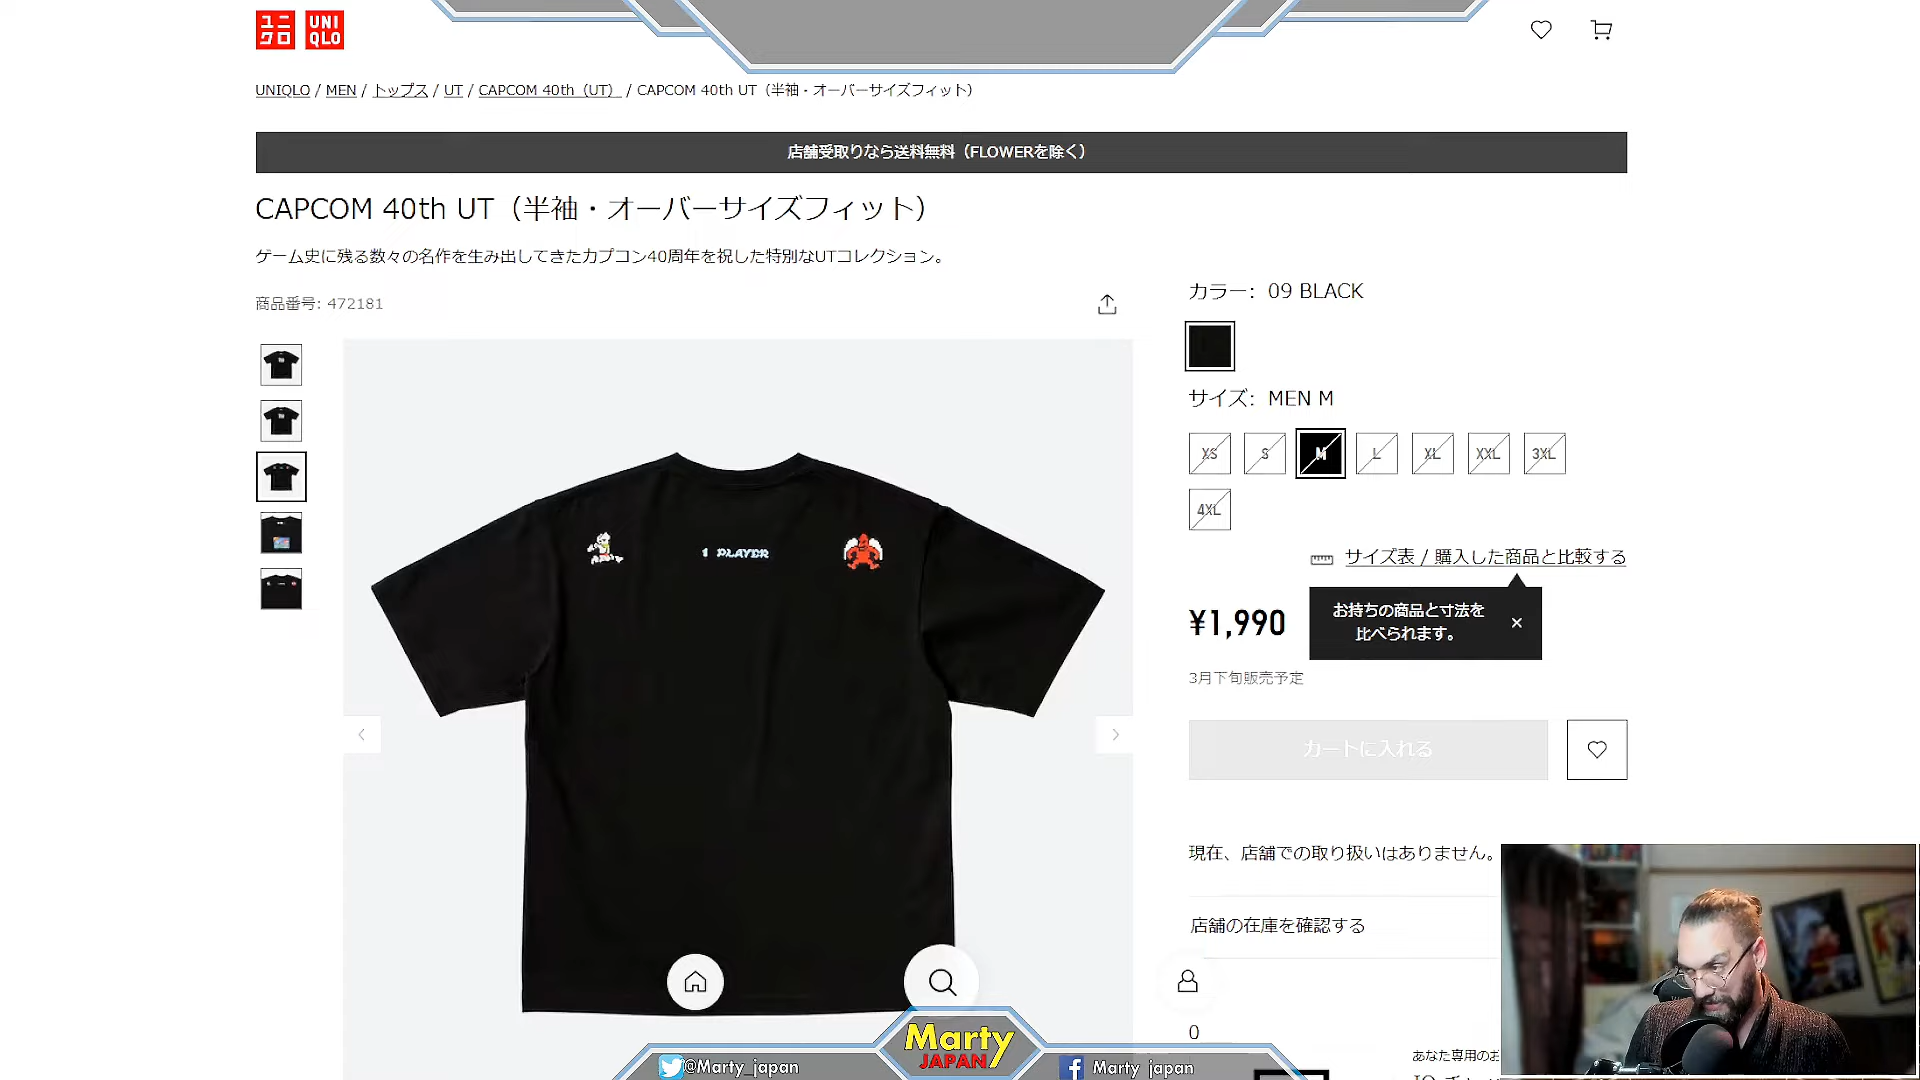 ユニ
クロ
UNI
QLO
UNIQLO / MEN / トップス / UT / CAPCOM 40th（UT） / CAPCOM 40th UT（半袖・オーバーサイズフィット）
店舗受取りなら送料無料（FLOWERを除く）
CAPCOM 40th UT（半袖・オーバーサイズフィット）
ゲーム史に残る数々の名作を生み出してきたカプコン40周年を祝した特別なUTコレクション。
商品番号: 472181
1 PLAYER
カラー: 09 BLACK
サイズ: MEN M
XS S M L XL XXL 3XL
4XL
サイズ表 / 購入した商品と比較する
¥1,990
お持ちの商品と寸法を
比べられます。
3月下旬販売予定
カートに入れる
現在、店舗での取り扱いはありません。
店舗の在庫を確認する
0
あなた専用のお
Marty
JAPAN
@Marty_japan
Marty japan